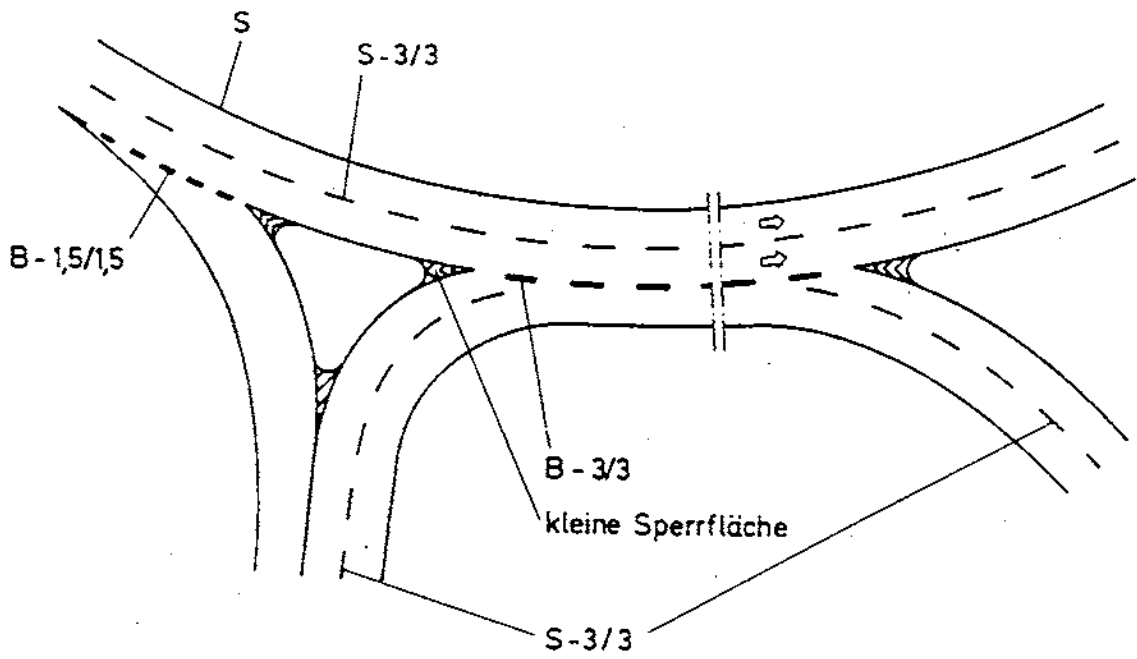 S
S-3/3
B-1,5/1,5
B-3/3
kleine Sperrfläche
S-3/3